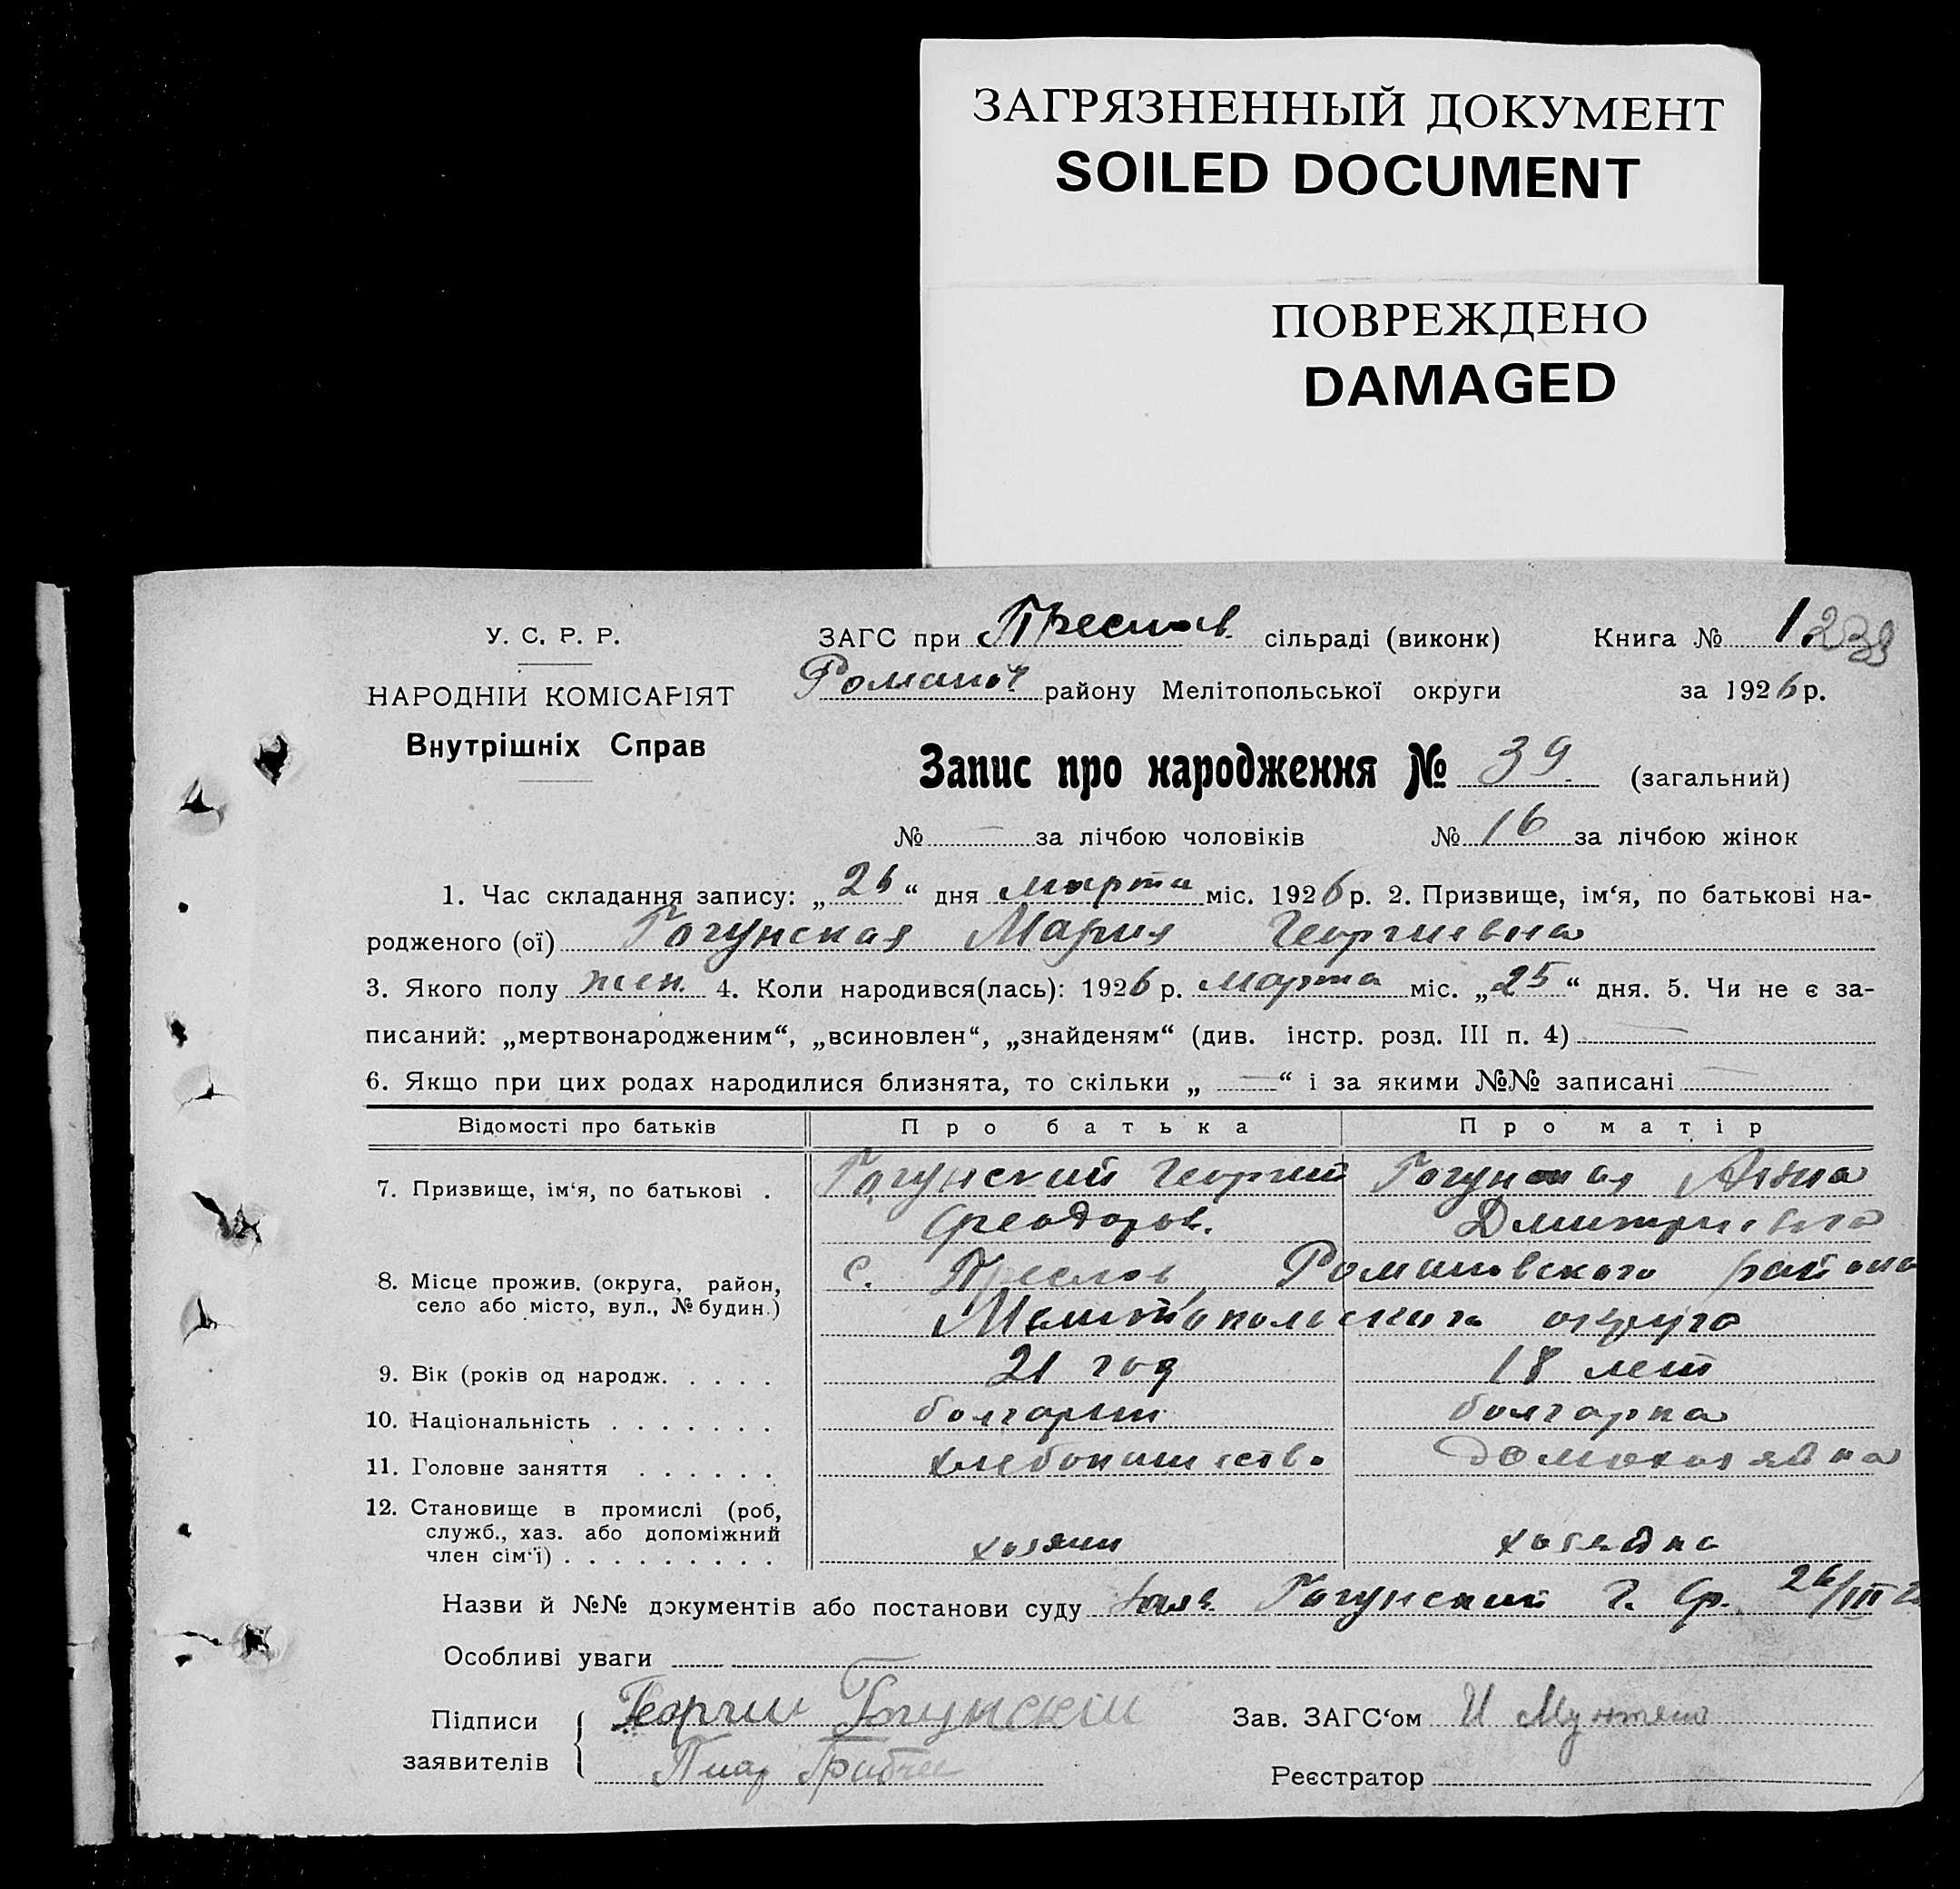 ЗАГРЯЗНЕННЫЙ ДОКУМЕНТ
SOILED DOCUMENT
ПОВРЕЖДЕНО
DAMAGED
У. С. Р. Р.
НАРОДНІЙ КОМІСАРІЯТ
Внутрішніх Справ
ЗАГС при Преслав сільраді (виконк) Книга № 1.
Романов району Мелітопольської округи за 1926 р.
Запис про народження № 39. (загальний)
№ — за лічбою чоловіків № 16 за лічбою жінок
1. Час складання запису: „26“ дня марта міс. 1926 р. 2. Призвище, ім‘я, по батькові на-
родженого (ої) Гогунская Мария Георгиевна
3. Якого полу жен. 4. Коли народився(лась): 1926 р. марта міс. „25“ дня. 5. Чи не є за-
писаний: „мертвонародженим“, „всиновлен“, „знайденям“ (див. інстр. розд. III п. 4) —
6. Якщо при цих родах народилися близнята, то скільки „ — “ і за якими №№ записані —
Відомості про батьків Про батька Про матір
7. Призвище, ім‘я, по батькові . Гогунский Георгий Гогунская Анна
Феодоров. Дмитриевна
8. Місце прожив. (округа, район, село або місто, вул., № будин.) с. Преслав Романовского района
Мелитопольского округа
9. Вік (років од народж. . . . . 21 год 18 лет
10. Національність . . . . . . . болгарин болгарка
11. Головне заняття . . . . . . хлебопашество домохозяйка
12. Становище в промислі (роб,
служб., хаз. або допоміжний
член сім‘ї) . . . . . . . . . хозяин хозяйка
Назви й №№ документів або постанови суду Заяв. Гогунский Г. Ф. 26/III
Особливі уваги
Підписи заявителів Георгий Гогунскій Зав. ЗАГС‘ом И
Реєстратор